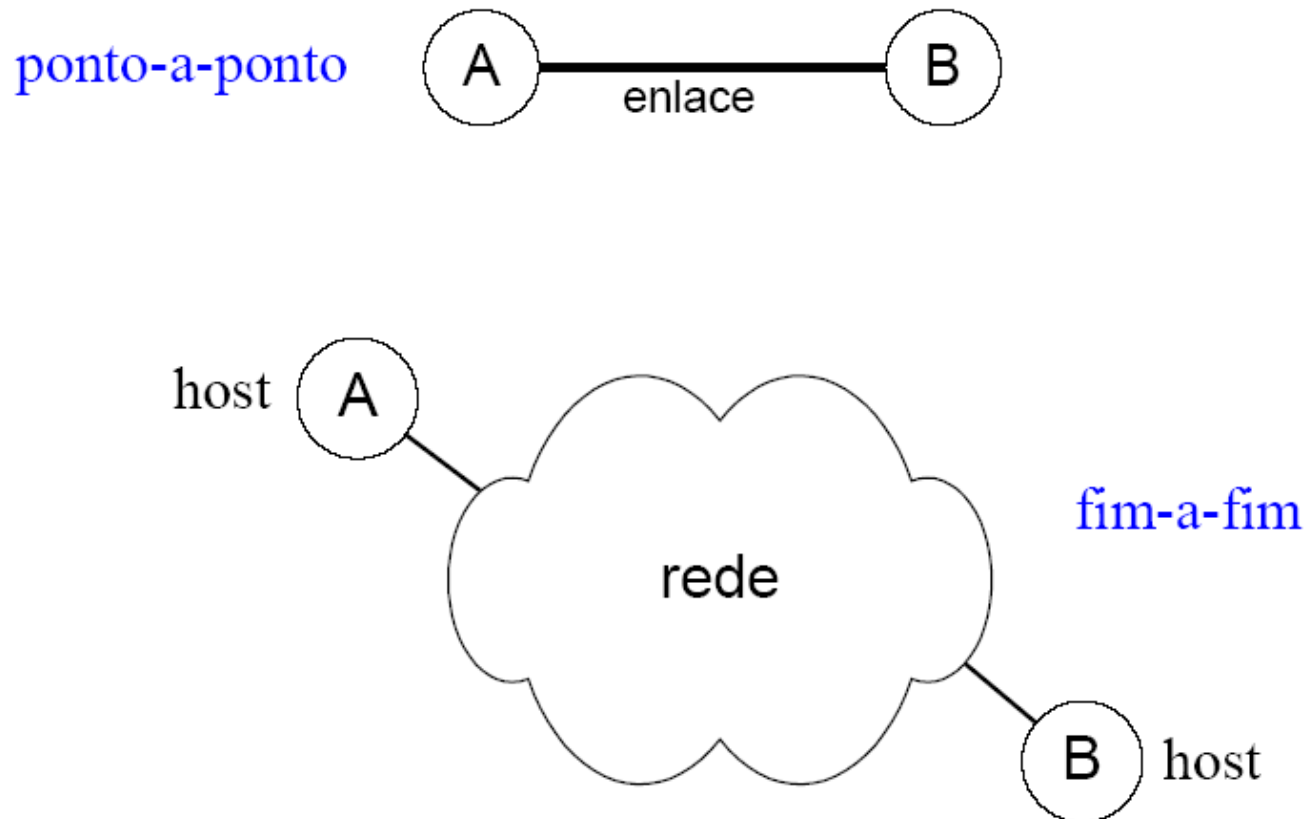 ponto-a-ponto
A
B
enlace
host
A
fim-a-fim
rede
B
host